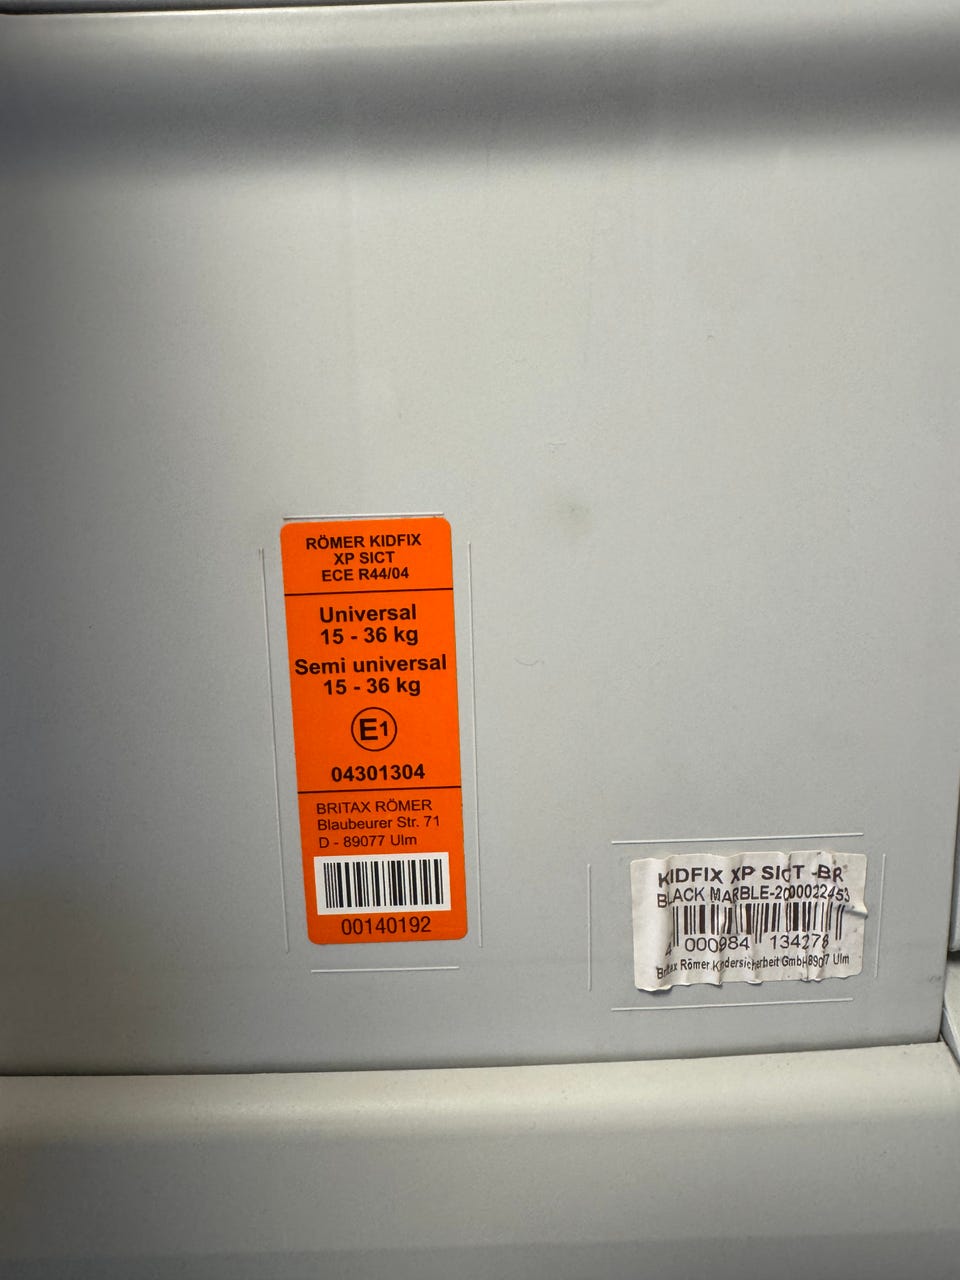 RÖMER KIDFIX
XP SICT
ECE R44/04
Universal
15 - 36 kg
Semi universal
15 - 36 kg
E1
04301304
BRITAX RÖMER
Blaubeurer Str. 71
D - 89077 Ulm
00140192
KIDFIX XP SICT -BR
BLACK MARBLE-2000022453
4 000984 134278
Britax Römer Kindersicherheit GmbH Ulm